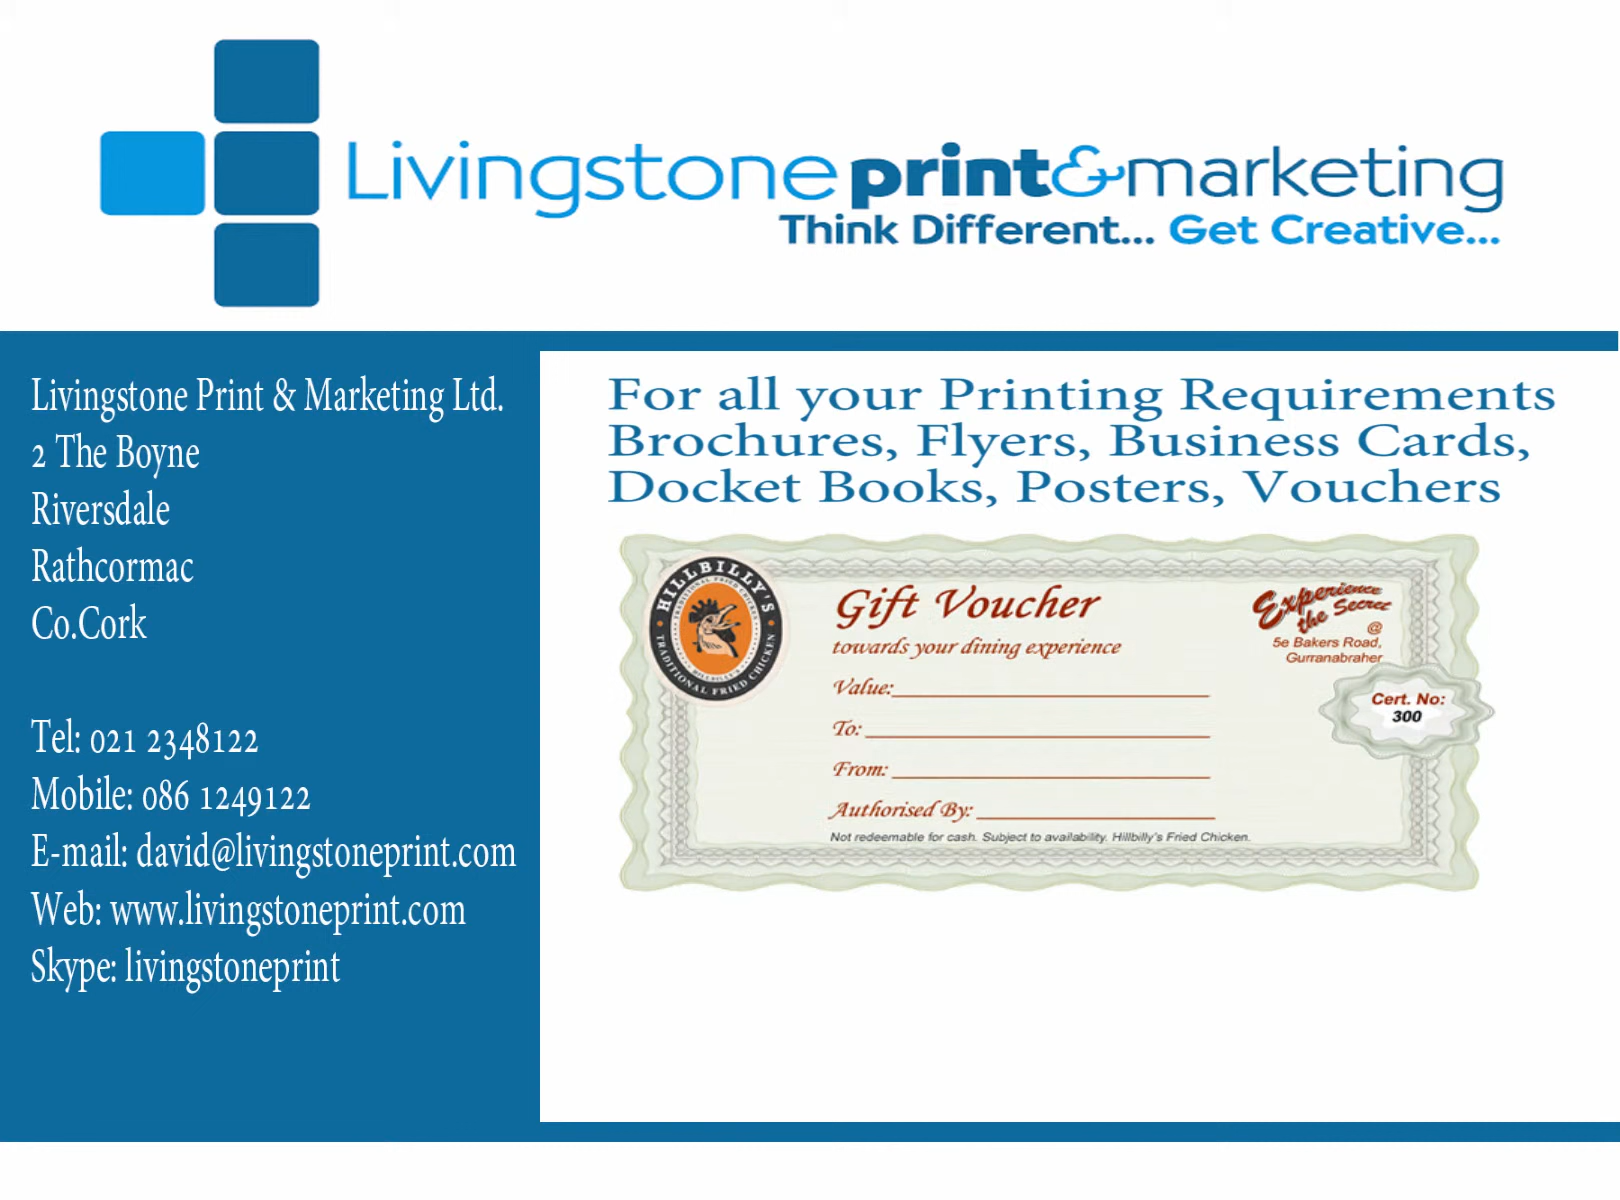 Livingstone print&marketing
Think Different... Get Creative...
Livingstone Print & Marketing Ltd.
2 The Boyne
Riversdale
Rathcormac
Co.Cork
Tel: 021 2348122
Mobile: 086 1249122
E-mail: david@livingstoneprint.com
Web: www.livingstoneprint.com
Skype: livingstoneprint
For all your Printing Requirements
Brochures, Flyers, Business Cards,
Docket Books, Posters, Vouchers
HILLBILLY'S
TRADITIONAL FRIED CHICKEN
TRADITIONAL FRIED CHICKEN
HILLBILLY'S
Gift Voucher
towards your dining experience
Value:
To:
From:
Authorised By:
Not redeemable for cash. Subject to availability. Hillbilly's Fried Chicken.
Experience
the Secret
@
5e Bakers Road,
Gurranabraher
Cert. No:
300